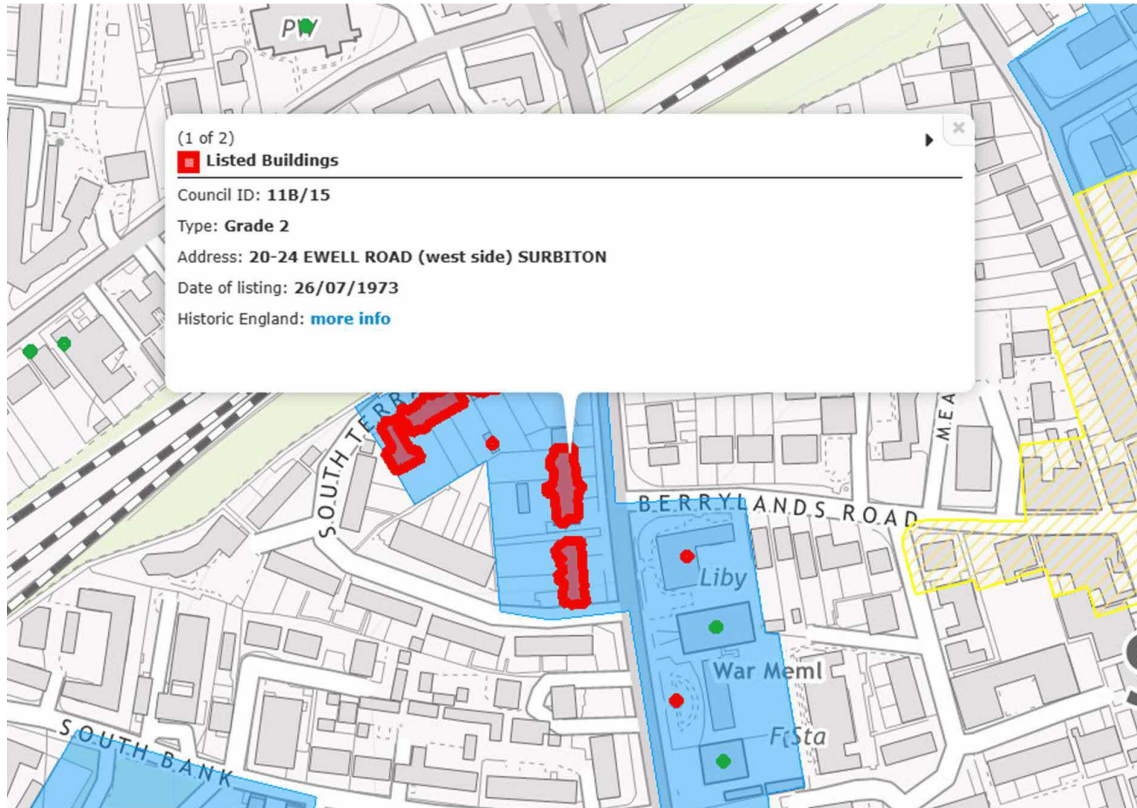 PW
(1 of 2)
Listed Buildings
Council ID: 11B/15
Type: Grade 2
Address: 20-24 EWELL ROAD (west side) SURBITON
Date of listing: 26/07/1973
Historic England: more info
SOUTH TERRA
MEA
BERRYLANDS ROAD
Liby
War Meml
F Sta
SOUTH BANK